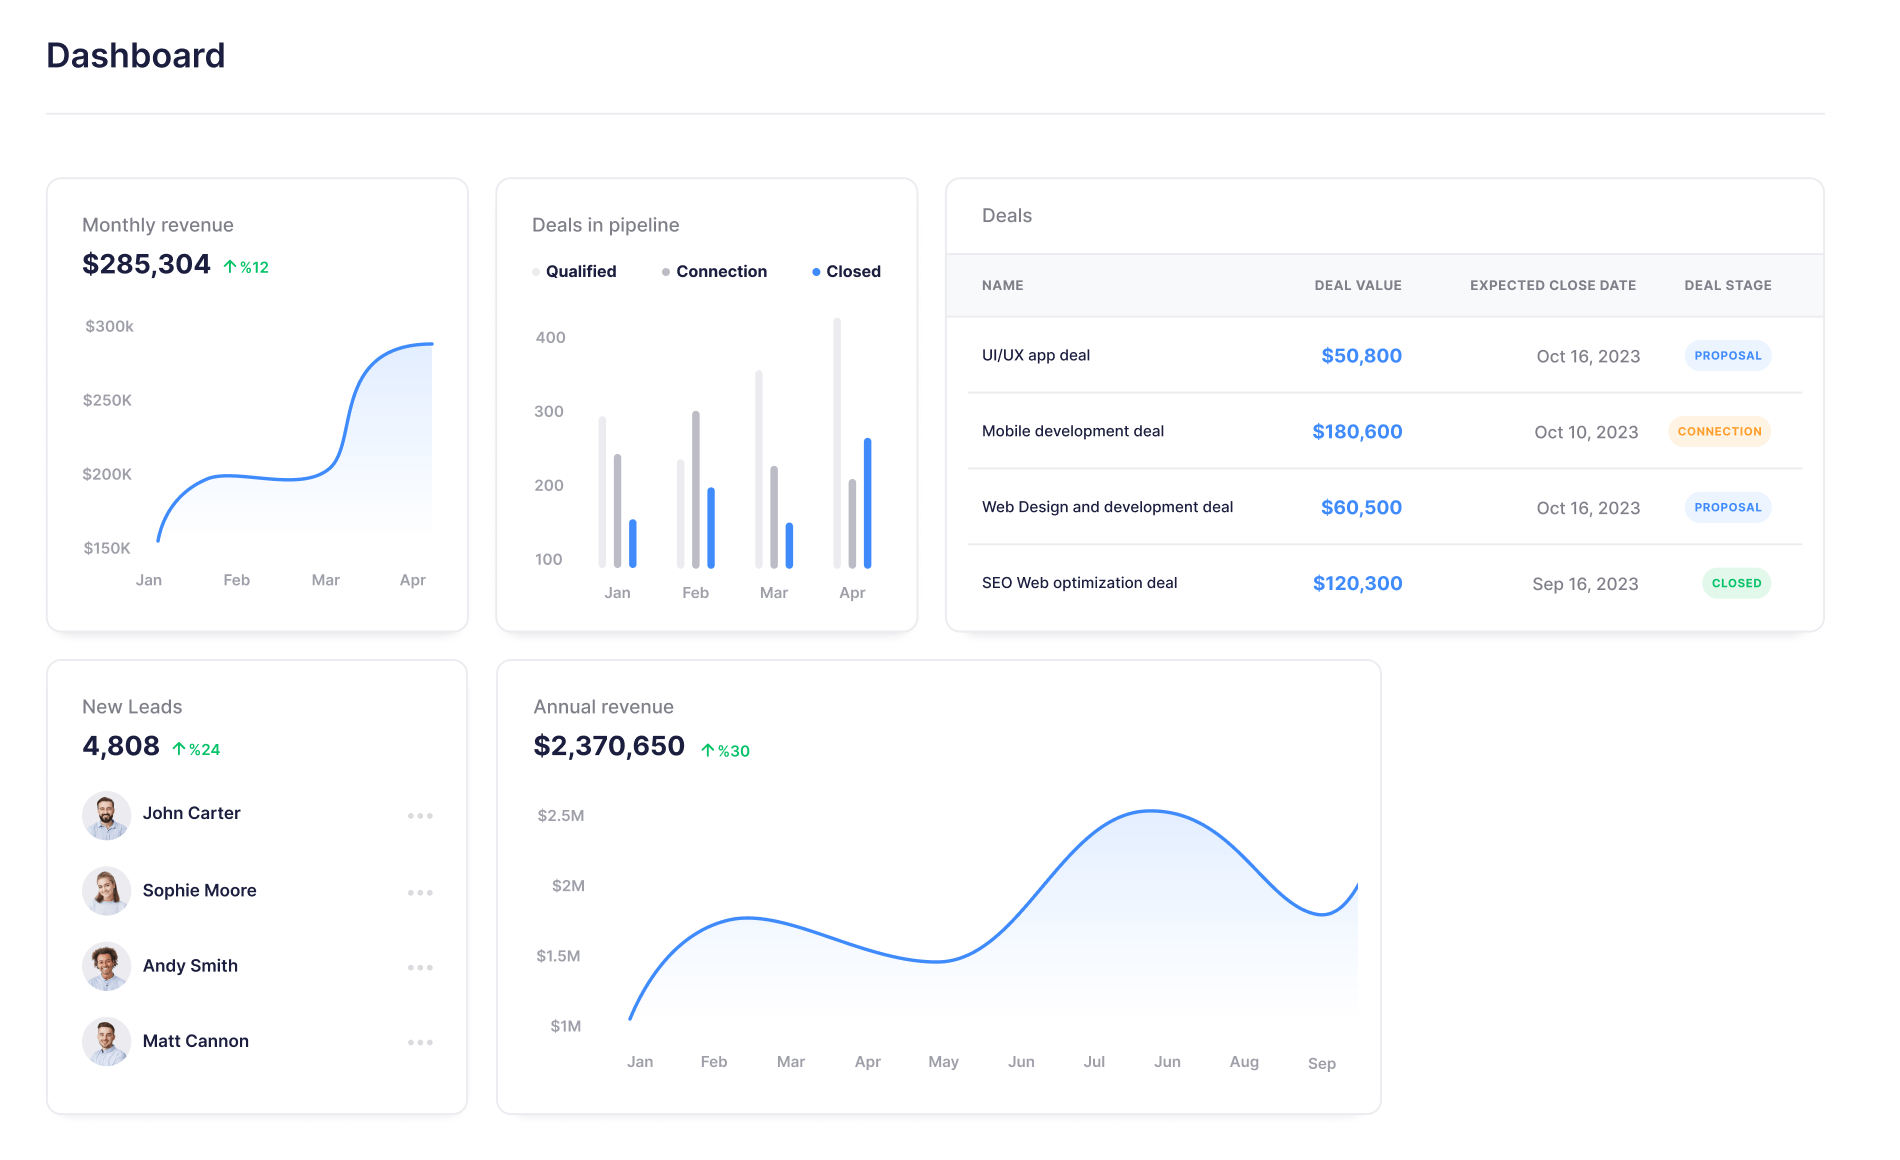 Dashboard
Monthly revenue
$285,304 ↑%12
$300k
$250K
$200K
$150K
Jan Feb Mar Apr
Deals in pipeline
Qualified Connection Closed
400
300
200
100
Jan Feb Mar Apr
Deals
NAME DEAL VALUE EXPECTED CLOSE DATE DEAL STAGE
UI/UX app deal $50,800 Oct 16, 2023 PROPOSAL
Mobile development deal $180,600 Oct 10, 2023 CONNECTION
Web Design and development deal $60,500 Oct 16, 2023 PROPOSAL
SEO Web optimization deal $120,300 Sep 16, 2023 CLOSED
New Leads
4,808 ↑%24
John Carter
Sophie Moore
Andy Smith
Matt Cannon
Annual revenue
$2,370,650 ↑%30
$2.5M
$2M
$1.5M
$1M
Jan Feb Mar Apr May Jun Jul Jun Aug Sep